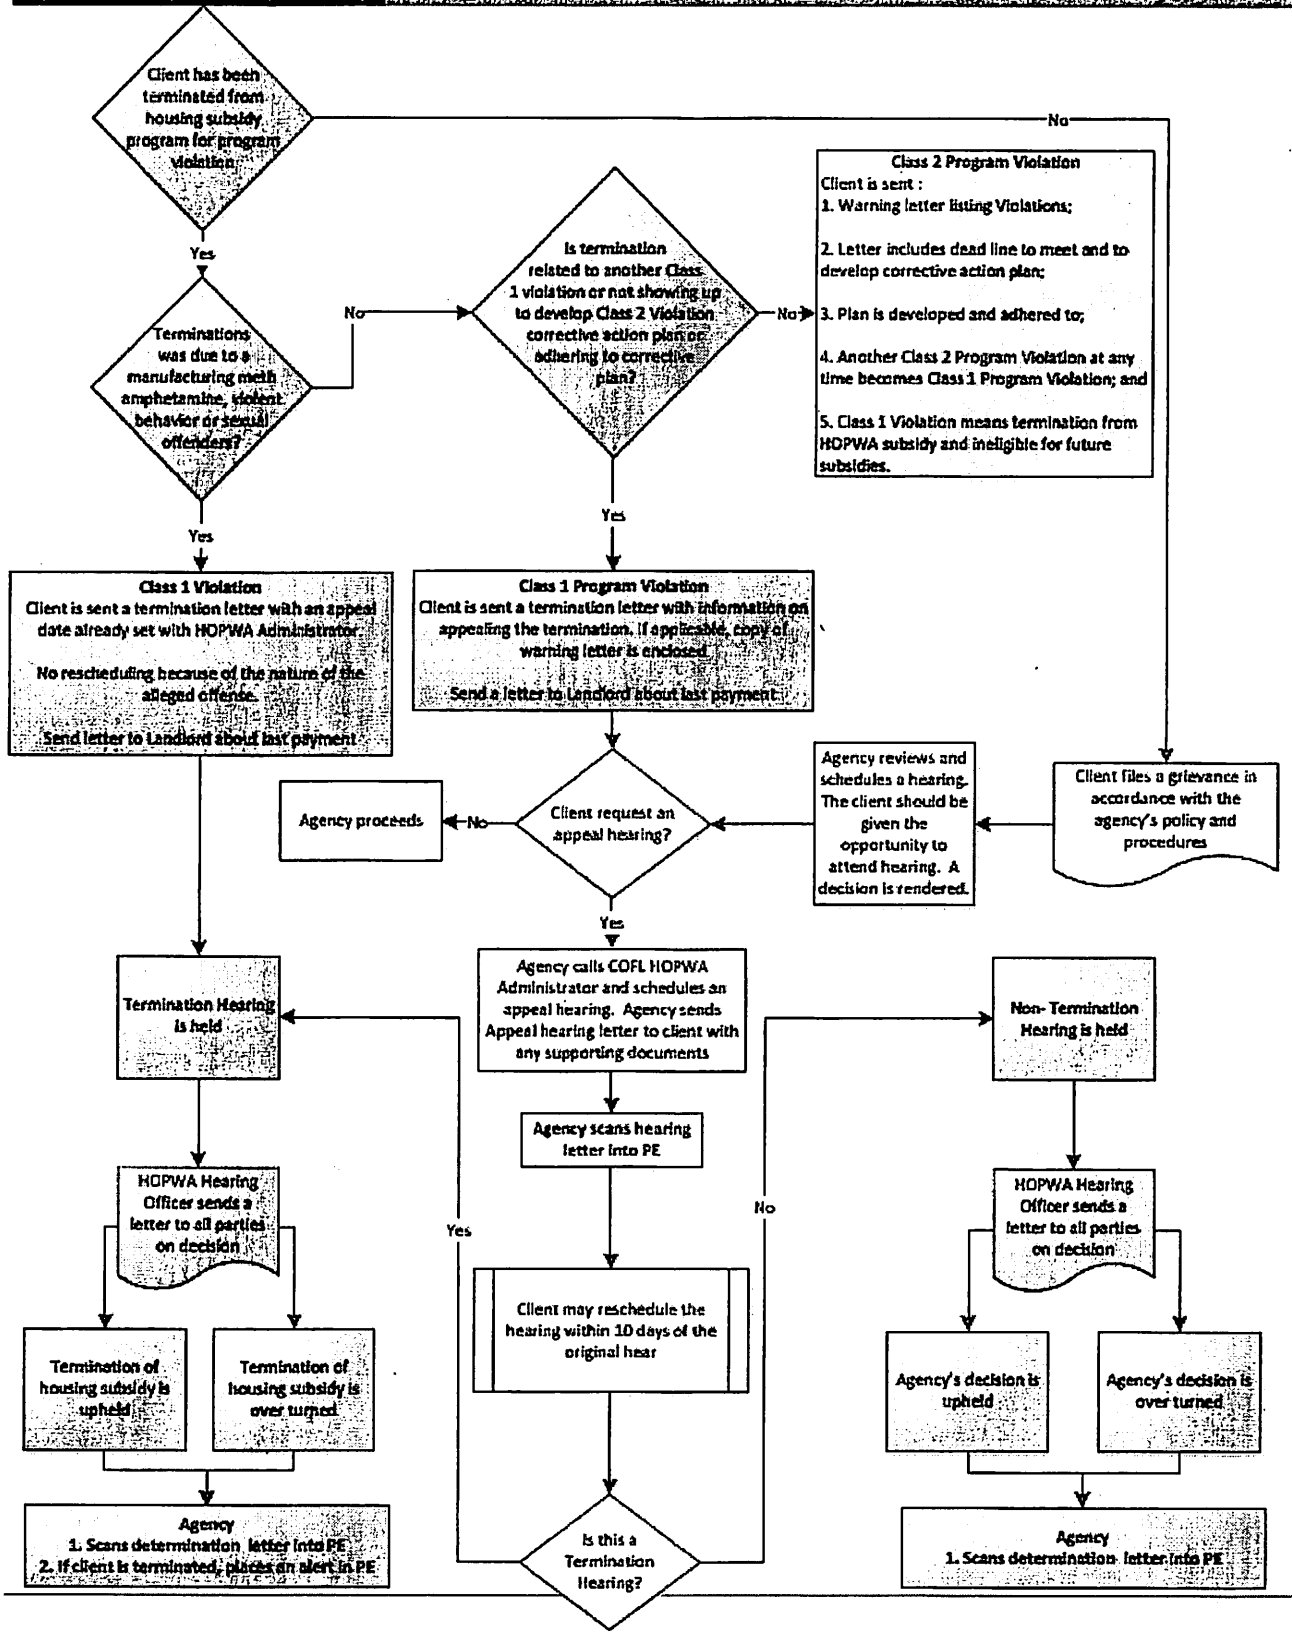 Client has been
terminated from
housing subsidy
program for program
violation
No
Yes
Class 2 Program Violation
Client is sent :
1. Warning letter listing Violations;
2. Letter includes dead line to meet and to
develop corrective action plan;
3. Plan is developed and adhered to;
4. Another Class 2 Program Violation at any
time becomes Class 1 Program Violation; and
5. Class 1 Violation means termination from
HOPWA subsidy and ineligible for future
subsidies.
Is termination
related to another Class
1 violation or not showing up
to develop Class 2 Violation
corrective action plan or
adhering to corrective
plan?
No
No
Terminations
was due to a
manufacturing meth
amphetamine, violent
behavior or sexual
offenders?
Yes
Yes
Class 1 Violation
Client is sent a termination letter with an appeal
date already set with HOPWA Administrator
No rescheduling because of the nature of the
alleged offense.
Send letter to Landlord about last payment
Class 1 Program Violation
Client is sent a termination letter with information on
appealing the termination. If applicable, copy of
warning letter is enclosed
Send a letter to Landlord about last payment
Agency proceeds
No
Client request an
appeal hearing?
Agency reviews and
schedules a hearing.
The client should be
given the
opportunity to
attend hearing. A
decision is rendered.
Client files a grievance in
accordance with the
agency's policy and
procedures
Yes
Termination Hearing
is held
Agency calls COFL HOPWA
Administrator and schedules an
appeal hearing. Agency sends
Appeal hearing letter to client with
any supporting documents
Non- Termination
Hearing is held
Agency scans hearing
letter into PE
HOPWA Hearing
Officer sends a
letter to all parties
on decision
Yes
No
HOPWA Hearing
Officer sends a
letter to all parties
on decision
Client may reschedule the
hearing within 10 days of the
original hear
Termination of
housing subsidy is
upheld
Termination of
housing subsidy is
over turned
Agency's decision is
upheld
Agency's decision is
over turned
Agency
1. Scans determination letter into PE
2. If client is terminated, places an alert in PE
Is this a
Termination
Hearing?
Agency
1. Scans determination letter into PE